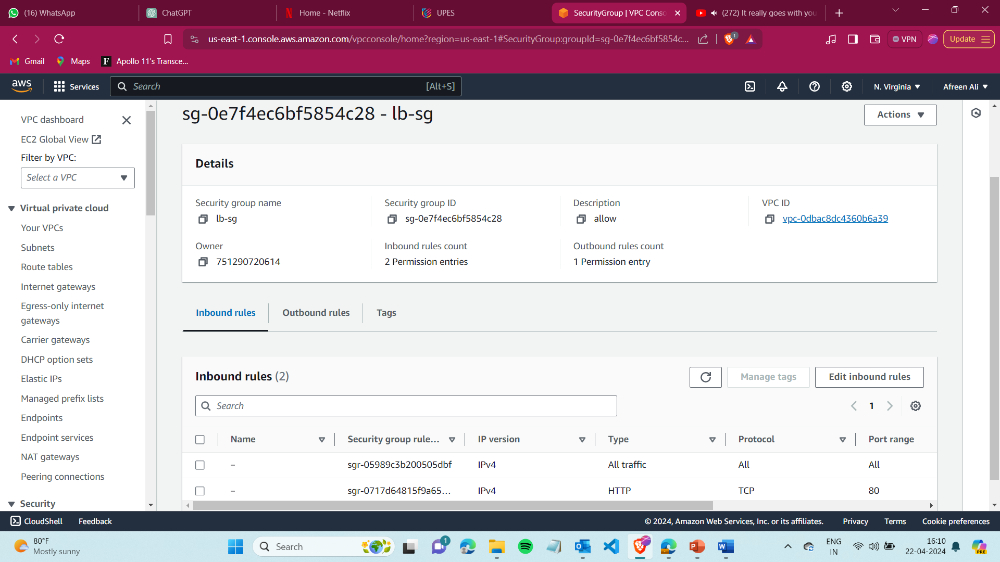 (16) WhatsApp
ChatGPT
Home - Netflix
UPES
SecurityGroup | VPC Conso
(272) It really goes with you
us-east-1.console.aws.amazon.com/vpcconsole/home?region=us-east-1#SecurityGroup:groupId=sg-0e7f4ec6bf5854c...
1
VPN
Update
Gmail
Maps
F
Apollo 11's Transce...
aws
Services
Search
[Alt+S]
N. Virginia
Afreen Ali
VPC dashboard
EC2 Global View
Filter by VPC:
Select a VPC
Virtual private cloud
Your VPCs
Subnets
Route tables
Internet gateways
Egress-only internet
gateways
Carrier gateways
DHCP option sets
Elastic IPs
Managed prefix lists
Endpoints
Endpoint services
NAT gateways
Peering connections
Security
sg-0e7f4ec6bf5854c28 - lb-sg
Actions
Details
Security group name
lb-sg
Security group ID
sg-0e7f4ec6bf5854c28
Description
allow
VPC ID
vpc-0dbac8dc4360b6a39
Owner
751290720614
Inbound rules count
2 Permission entries
Outbound rules count
1 Permission entry
Inbound rules
Outbound rules
Tags
Inbound rules (2)
Manage tags
Edit inbound rules
Search
1
Name
Security group rule...
IP version
Type
Protocol
Port range
–
sgr-05989c3b200505dbf
IPv4
All traffic
All
All
–
sgr-0717d64815f9a65...
IPv4
HTTP
TCP
80
CloudShell
Feedback
© 2024, Amazon Web Services, Inc. or its affiliates.
Privacy
Terms
Cookie preferences
80°F
Mostly sunny
Search
1
ENG
IN
16:10
22-04-2024
PRE